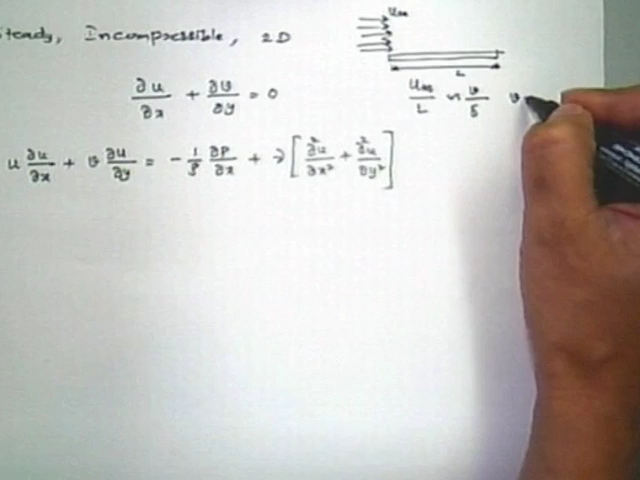 Steady, Incompressible, 2D
u∞
L
∂u/∂x + ∂v/∂y = 0
u∞/L ~ v/δ v
u ∂u/∂x + v ∂u/∂y = - 1/ρ ∂P/∂x + ν [ ∂²u/∂x² + ∂²u/∂y² ]